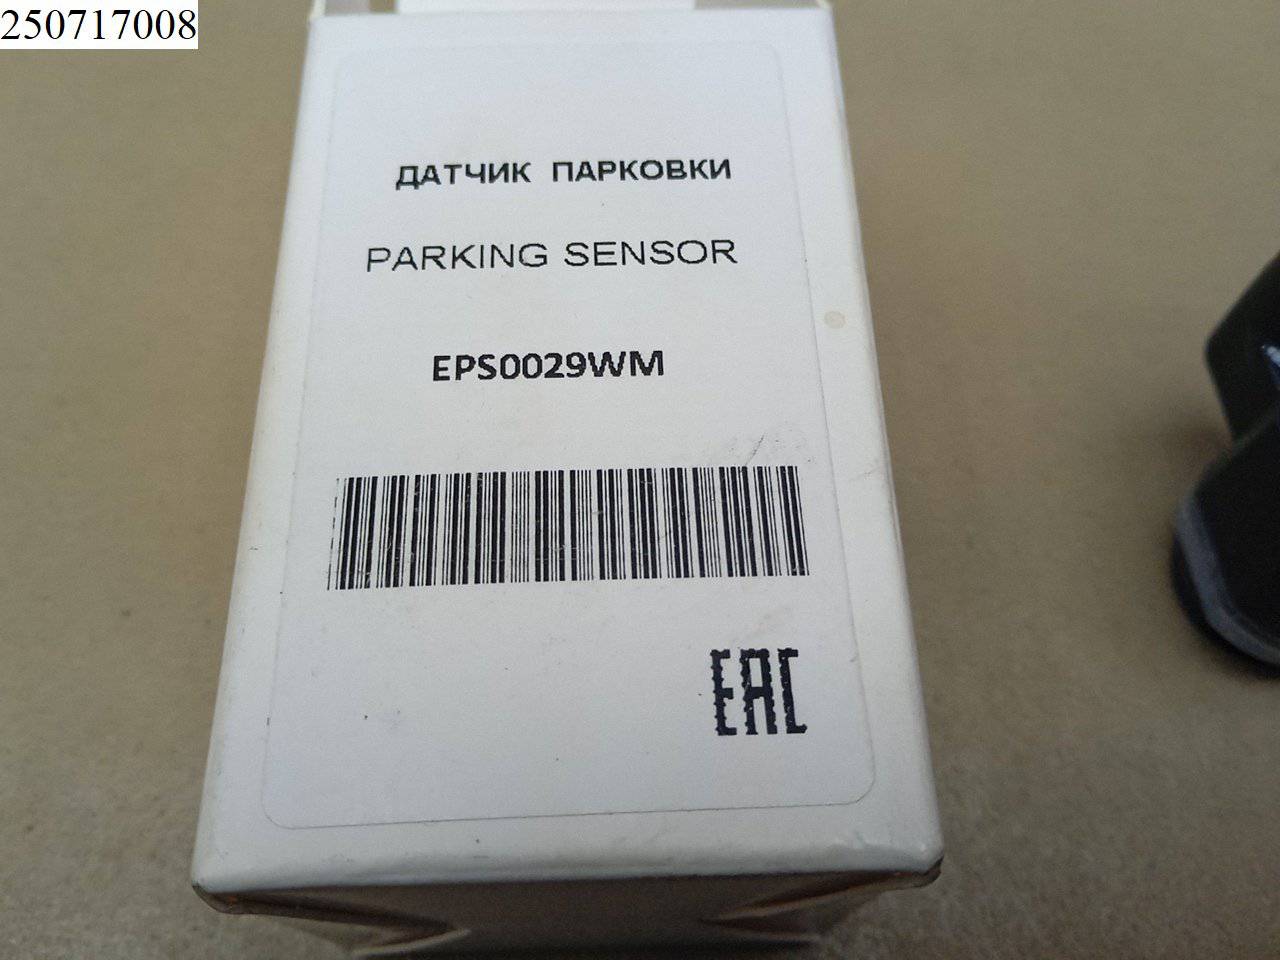 250717008
ДАТЧИК ПАРКОВКИ
PARKING SENSOR
EPS0029WM
EAC